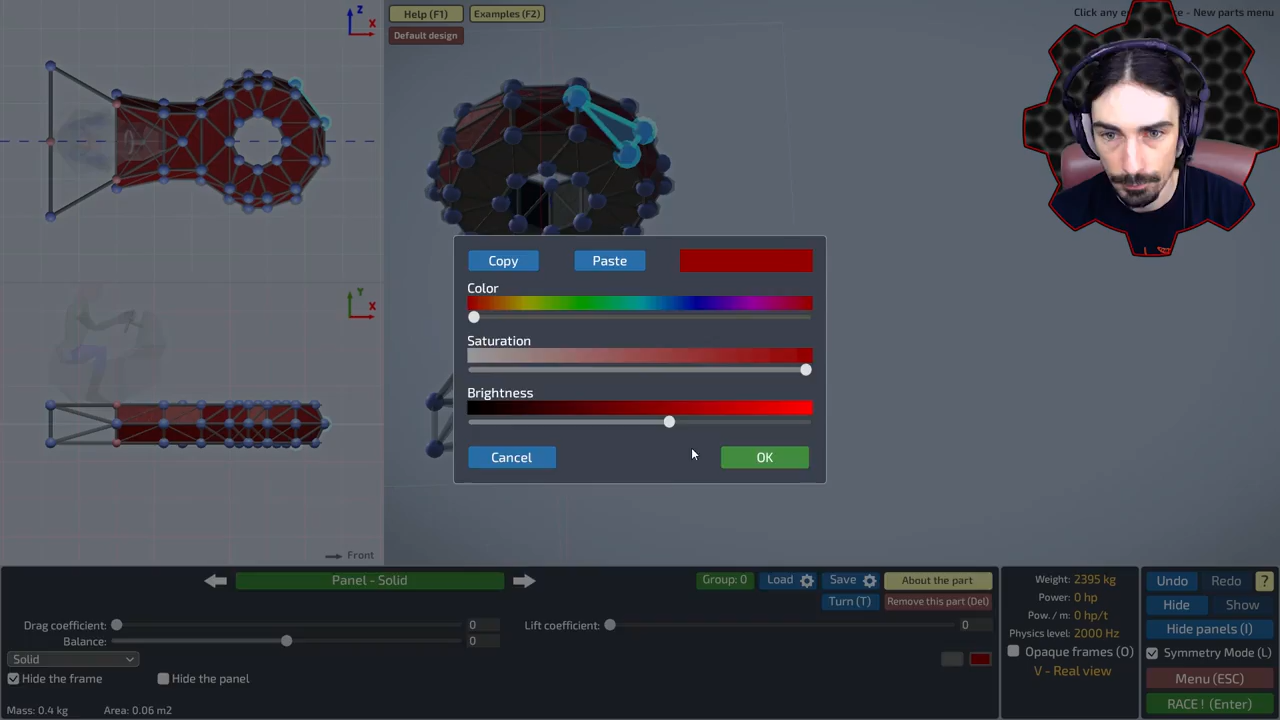 Z
X
Help (F1)
Examples (F2)
Default design
Click any
- New parts menu
Copy
Paste
Color
Saturation
Brightness
Cancel
OK
Y
X
Front
Panel - Solid
Group: 0
Load
Save
About the part
Turn (T)
Remove this part (Del)
Drag coefficient:
0
Lift coefficient:
0
Balance:
0
Solid
Hide the frame
Hide the panel
Mass: 0.4 kg
Area: 0.06 m2
Weight: 2395 kg
Power: 0 hp
Pow. / m: 0 hp/t
Physics level: 2000 Hz
Opaque frames (O)
V - Real view
Undo
Redo
?
Hide
Show
Hide panels (I)
Symmetry Mode (L)
Menu (ESC)
RACE ! (Enter)